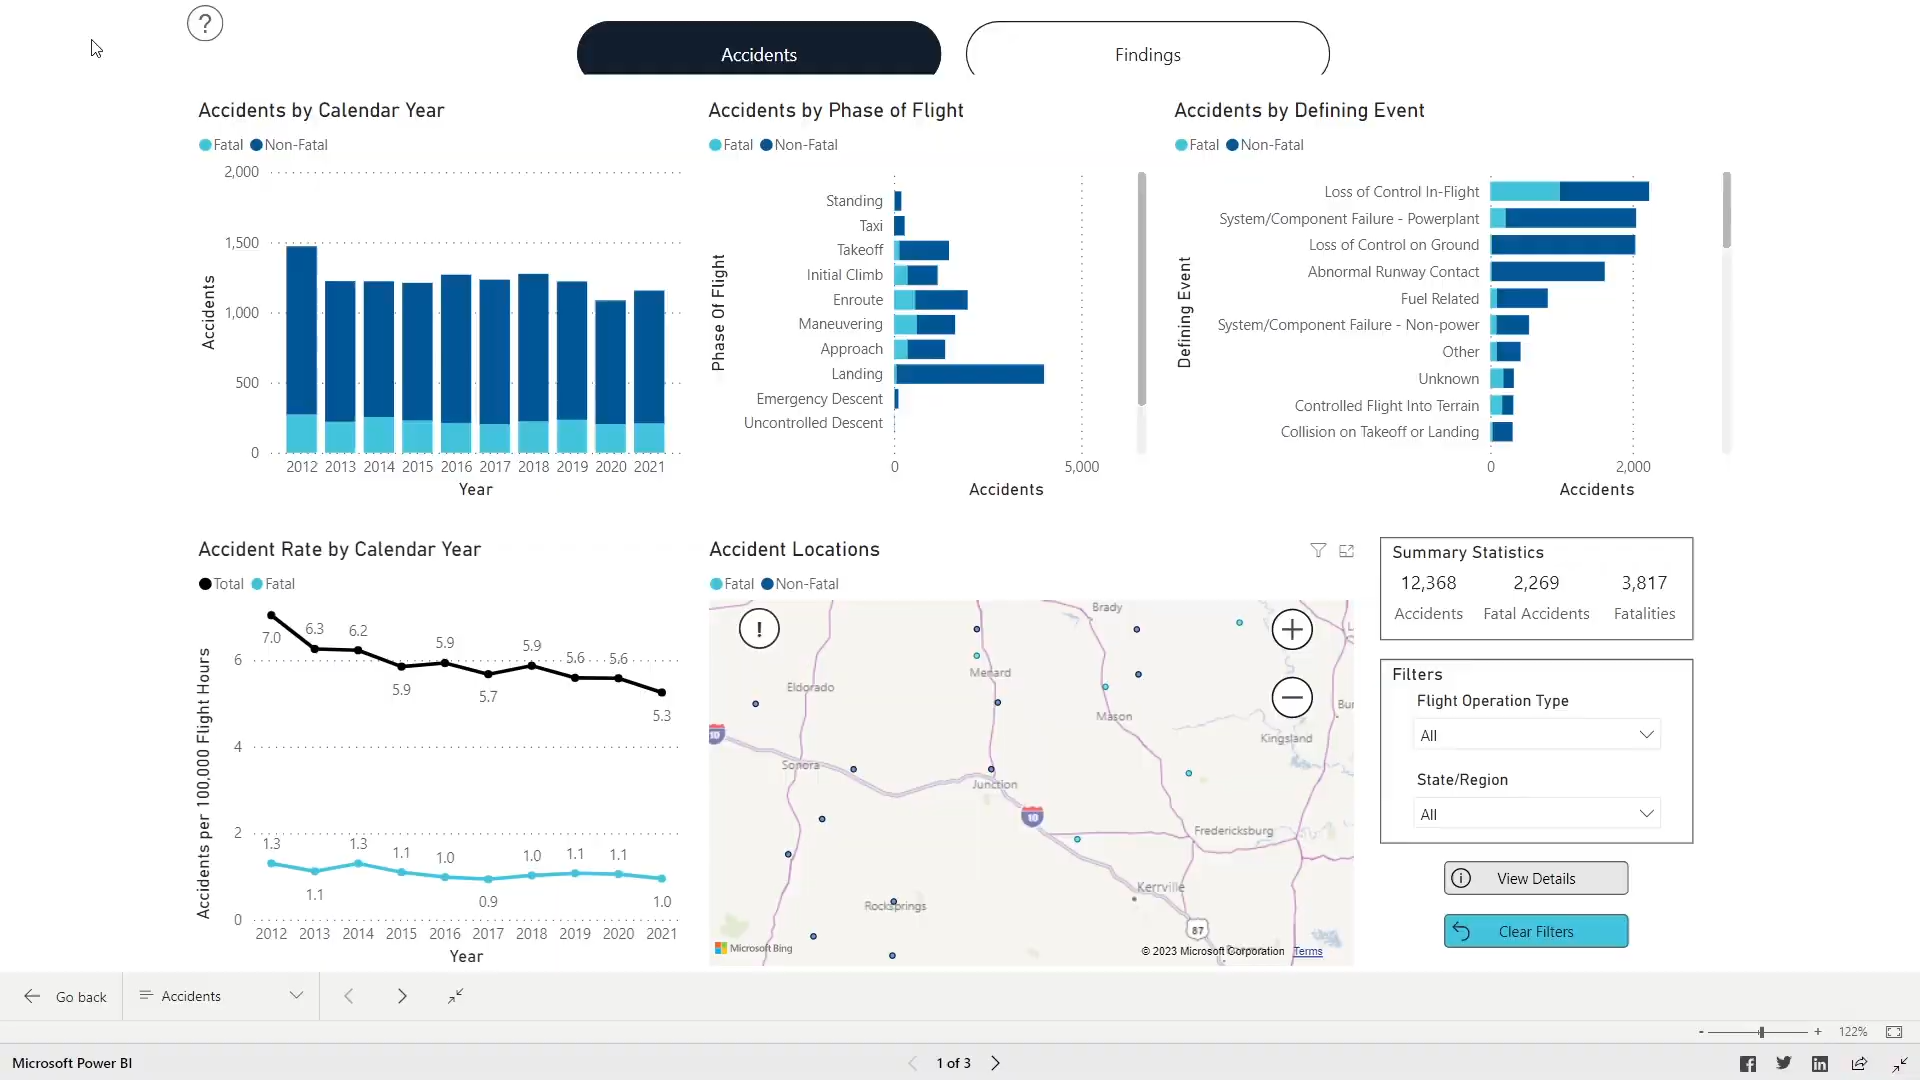 ?
Accidents
Findings
Accidents by Calendar Year
Fatal Non-Fatal
2,000
1,500
1,000
500
0
Accidents
2012 2013 2014 2015 2016 2017 2018 2019 2020 2021
Year
Accidents by Phase of Flight
Fatal Non-Fatal
Phase Of Flight
Standing
Taxi
Takeoff
Initial Climb
Enroute
Maneuvering
Approach
Landing
Emergency Descent
Uncontrolled Descent
0 5,000
Accidents
Accidents by Defining Event
Fatal Non-Fatal
Defining Event
Loss of Control In-Flight
System/Component Failure - Powerplant
Loss of Control on Ground
Abnormal Runway Contact
Fuel Related
System/Component Failure - Non-power
Other
Unknown
Controlled Flight Into Terrain
Collision on Takeoff or Landing
0 2,000
Accidents
Accident Rate by Calendar Year
Total Fatal
Accidents per 100,000 Flight Hours
6
4
2
0
7.0 6.3 6.2 5.9 5.9 5.7 5.9 5.6 5.6 5.3
1.3 1.1 1.3 1.1 1.0 0.9 1.0 1.1 1.1 1.0
2012 2013 2014 2015 2016 2017 2018 2019 2020 2021
Year
Accident Locations
Fatal Non-Fatal
!
Brady
Menard
Eldorado
Mason
Kingsland
10
Sonora
Junction
10
Fredericksburg
Kerrville
Rocksprings
87
Microsoft Bing
© 2023 Microsoft Corporation Terms
Summary Statistics
12,368 2,269 3,817
Accidents Fatal Accidents Fatalities
Filters
Flight Operation Type
All
State/Region
All
View Details
Clear Filters
Go back
Accidents
- + 122%
Microsoft Power BI
1 of 3